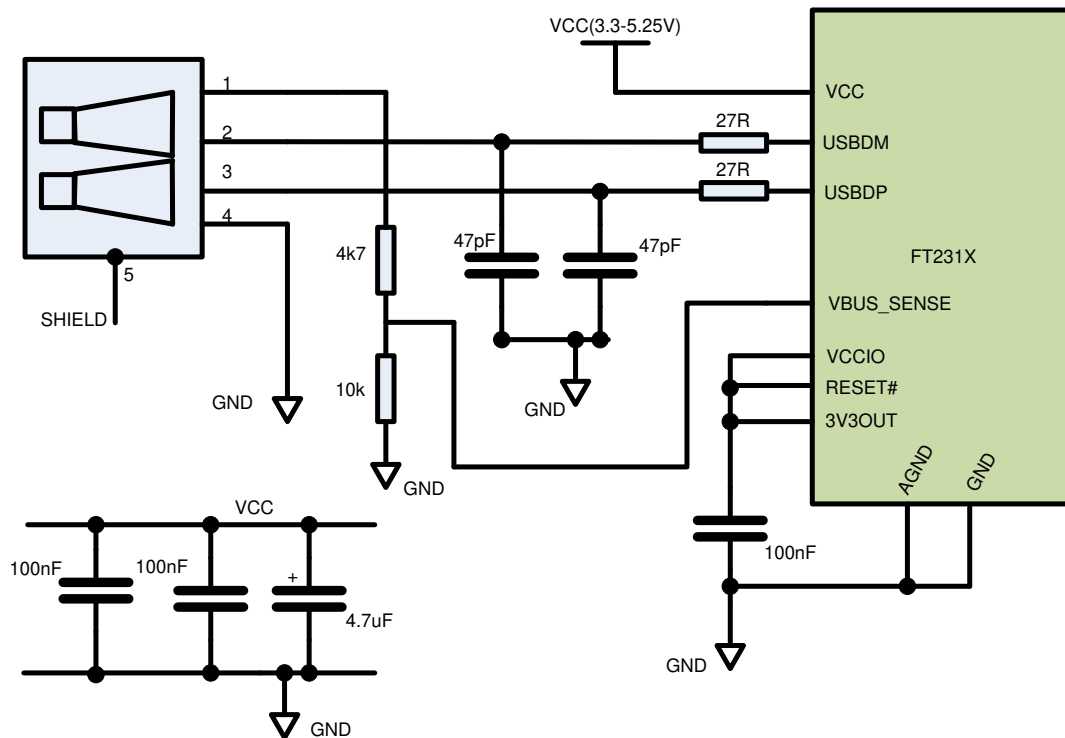 VCC(3.3-5.25V)
1
VCC
27R
2
USBDM
27R
3
USBDP
4
47pF
47pF
4k7
FT231X
5
VBUS_SENSE
SHIELD
VCCIO
10k
RESET#
GND
GND
3V3OUT
AGND
GND
GND
VCC
100nF
100nF
100nF
+
4.7uF
GND
GND